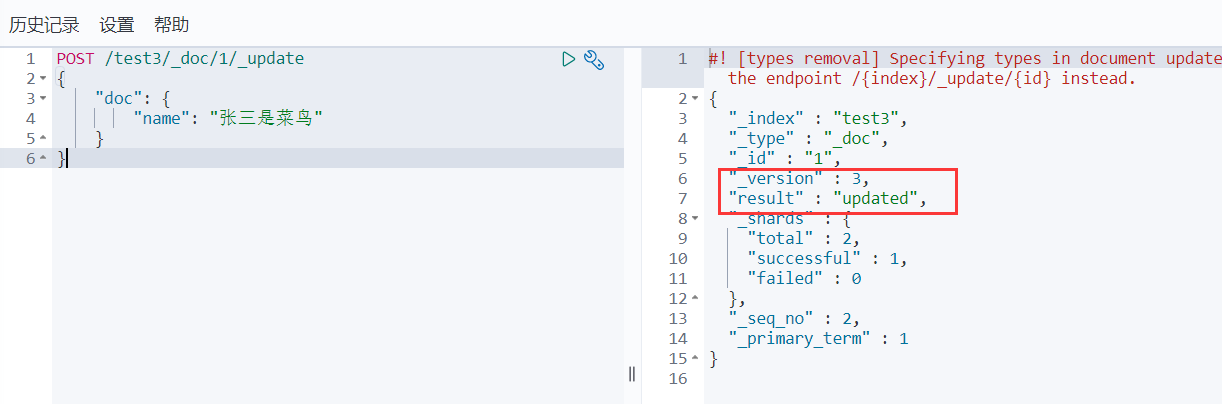 历史记录 设置 帮助
1 POST /test3/_doc/1/_update
2 {
3 "doc": {
4 "name": "张三是菜鸟"
5 }
6 }
1 #! [types removal] Specifying types in document update
the endpoint /{index}/_update/{id} instead.
2 {
3 "_index" : "test3",
4 "_type" : "_doc",
5 "_id" : "1",
6 "_version" : 3,
7 "result" : "updated",
8 "_shards" : {
9 "total" : 2,
10 "successful" : 1,
11 "failed" : 0
12 },
13 "_seq_no" : 2,
14 "_primary_term" : 1
15 }
16